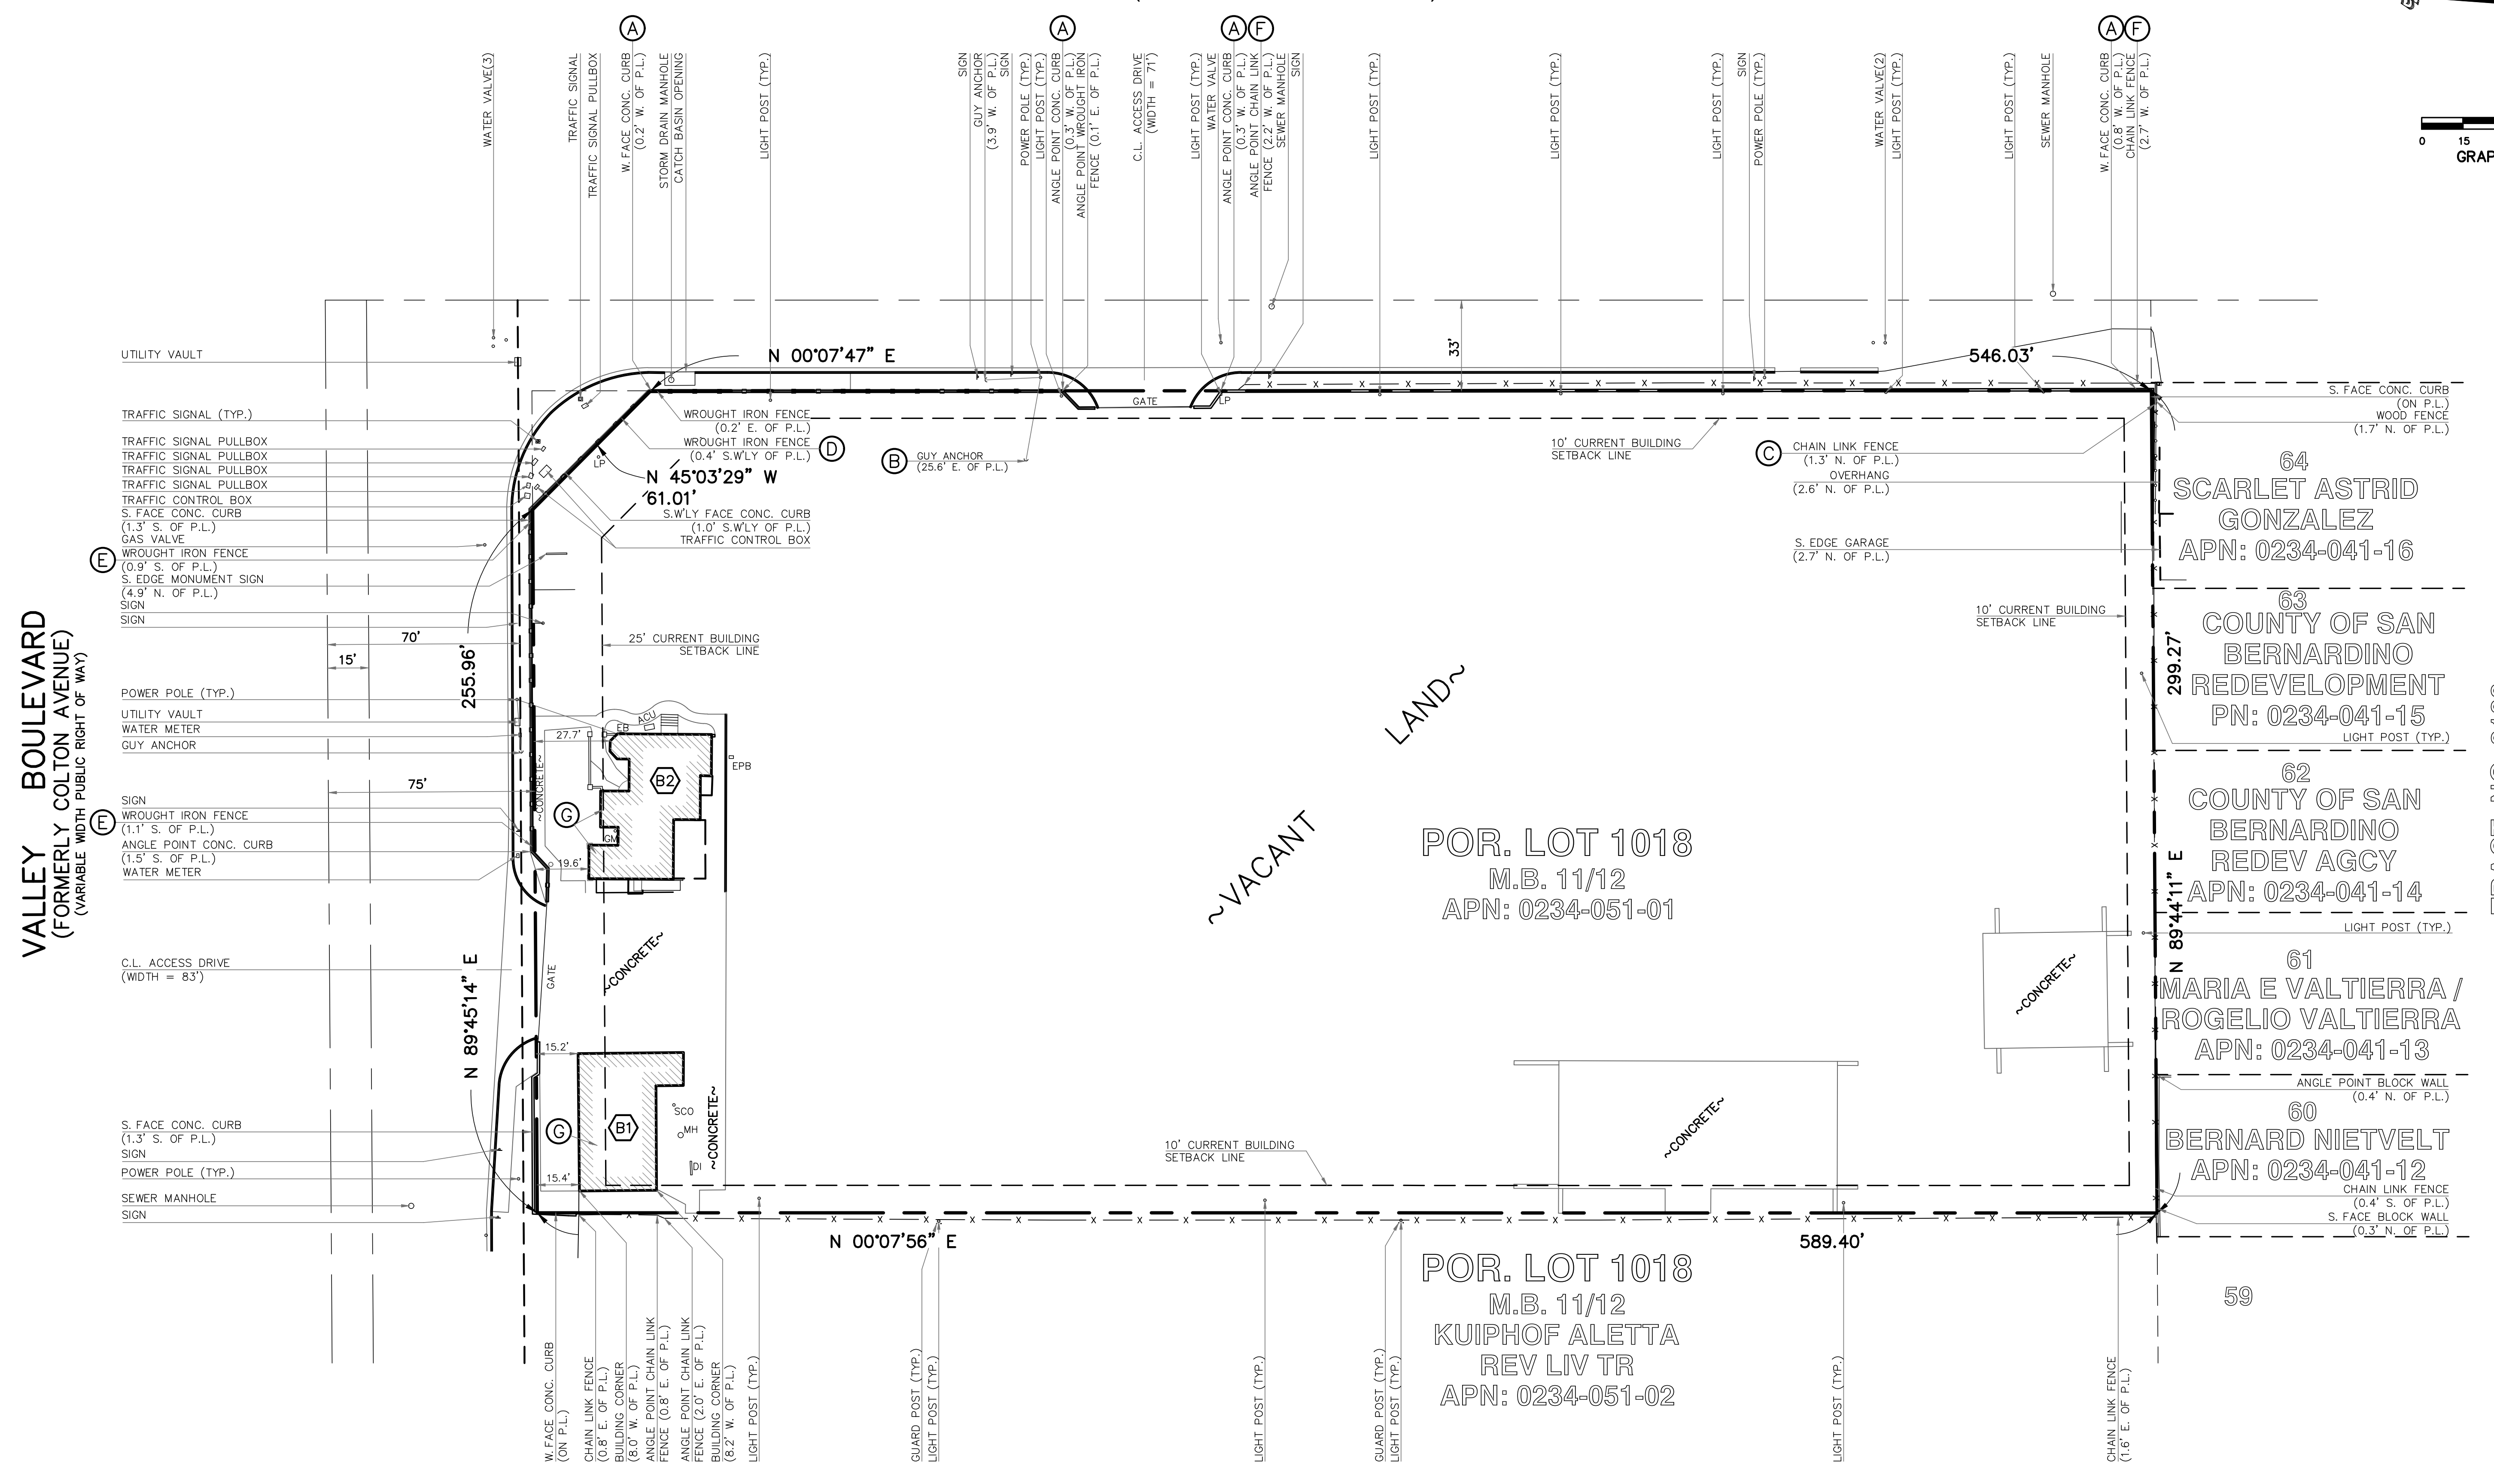 A
A
A
F
A
F
WATER VALVE(3)
TRAFFIC SIGNAL
TRAFFIC SIGNAL PULLBOX
W. FACE CONC. CURB
(0.2' W. OF P.L.)
STORM DRAIN MANHOLE
CATCH BASIN OPENING
LIGHT POST (TYP.)
SIGN
GUY ANCHOR
(3.9' W. OF P.L.)
SIGN
POWER POLE (TYP.)
LIGHT POST (TYP.)
ANGLE POINT CONC. CURB
(0.3' W. OF P.L.)
ANGLE POINT WROUGHT IRON
FENCE (0.1' E. OF P.L.)
C.L. ACCESS DRIVE
(WIDTH = 71')
LIGHT POST (TYP.)
WATER VALVE
ANGLE POINT CONC. CURB
(0.3' W. OF P.L.)
ANGLE POINT CHAIN LINK
FENCE (2.2' W. OF P.L.)
SEWER MANHOLE
SIGN
LIGHT POST (TYP.)
LIGHT POST (TYP.)
LIGHT POST (TYP.)
SIGN
POWER POLE (TYP.)
WATER VALVE(2)
LIGHT POST (TYP.)
LIGHT POST (TYP.)
SEWER MANHOLE
W. FACE CONC. CURB
(0.8' W. OF P.L.)
CHAIN LINK FENCE
(2.7' W. OF P.L.)
0 15
GRAP
UTILITY VAULT
TRAFFIC SIGNAL (TYP.)
TRAFFIC SIGNAL PULLBOX
TRAFFIC SIGNAL PULLBOX
TRAFFIC SIGNAL PULLBOX
TRAFFIC SIGNAL PULLBOX
TRAFFIC CONTROL BOX
S. FACE CONC. CURB
(1.3' S. OF P.L.)
GAS VALVE
E
WROUGHT IRON FENCE
(0.9' S. OF P.L.)
S. EDGE MONUMENT SIGN
(4.9' N. OF P.L.)
SIGN
SIGN
70'
15'
POWER POLE (TYP.)
UTILITY VAULT
WATER METER
GUY ANCHOR
75'
SIGN
E
WROUGHT IRON FENCE
(1.1' S. OF P.L.)
ANGLE POINT CONC. CURB
(1.5' S. OF P.L.)
WATER METER
C.L. ACCESS DRIVE
(WIDTH = 83')
S. FACE CONC. CURB
(1.3' S. OF P.L.)
SIGN
POWER POLE (TYP.)
SEWER MANHOLE
SIGN
VALLEY BOULEVARD
(FORMERLY COLTON AVENUE)
(VARIABLE WIDTH PUBLIC RIGHT OF WAY)
N 00°07'47" E
33'
546.03'
GATE
LP
WROUGHT IRON FENCE
(0.2' E. OF P.L.)
WROUGHT IRON FENCE
(0.4' S.W'LY OF P.L.)
D
LP
N 45°03'29" W
61.01'
S.W'LY FACE CONC. CURB
(1.0' S.W'LY OF P.L.)
TRAFFIC CONTROL BOX
B
GUY ANCHOR
(25.6' E. OF P.L.)
10' CURRENT BUILDING
SETBACK LINE
C
CHAIN LINK FENCE
(1.3' N. OF P.L.)
OVERHANG
(2.6' N. OF P.L.)
S. EDGE GARAGE
(2.7' N. OF P.L.)
10' CURRENT BUILDING
SETBACK LINE
S. FACE CONC. CURB
(ON P.L.)
WOOD FENCE
(1.7' N. OF P.L.)
64
SCARLET ASTRID
GONZALEZ
APN: 0234-041-16
63
COUNTY OF SAN
BERNARDINO
REDEVELOPMENT
PN: 0234-041-15
LIGHT POST (TYP.)
62
COUNTY OF SAN
BERNARDINO
REDEV AGCY
APN: 0234-041-14
LIGHT POST (TYP.)
61
MARIA E VALTIERRA /
ROGELIO VALTIERRA
APN: 0234-041-13
ANGLE POINT BLOCK WALL
(0.4' N. OF P.L.)
60
BERNARD NIETVELT
APN: 0234-041-12
CHAIN LINK FENCE
(0.4' S. OF P.L.)
S. FACE BLOCK WALL
(0.3' N. OF P.L.)
59
299.27'
N 89°44'11" E
255.96'
N 89°45'14" E
25' CURRENT BUILDING
SETBACK LINE
ACU
EB
27.7'
~CONCRETE~
B2
EPB
G
GM
19.6'
~CONCRETE~
GATE
15.2'
G
B1
SCO
MH
DI
~CONCRETE~
15.4'
~VACANT LAND~
POR. LOT 1018
M.B. 11/12
APN: 0234-051-01
~CONCRETE~
~CONCRETE~
10' CURRENT BUILDING
SETBACK LINE
N 00°07'56" E
589.40'
POR. LOT 1018
M.B. 11/12
KUIPHOF ALETTA
REV LIV TR
APN: 0234-051-02
W. FACE CONC. CURB
(ON P.L.)
CHAIN LINK FENCE
(0.8' E. OF P.L.)
BUILDING CORNER
(8.0' W. OF P.L.)
ANGLE POINT CHAIN LINK
FENCE (0.8' E. OF P.L.)
ANGLE POINT CHAIN LINK
FENCE (2.0' E. OF P.L.)
BUILDING CORNER
(8.2' W. OF P.L.)
LIGHT POST (TYP.)
GUARD POST (TYP.)
LIGHT POST (TYP.)
LIGHT POST (TYP.)
GUARD POST (TYP.)
LIGHT POST (TYP.)
LIGHT POST (TYP.)
CHAIN LINK FENCE
(1.6' E. OF P.L.)